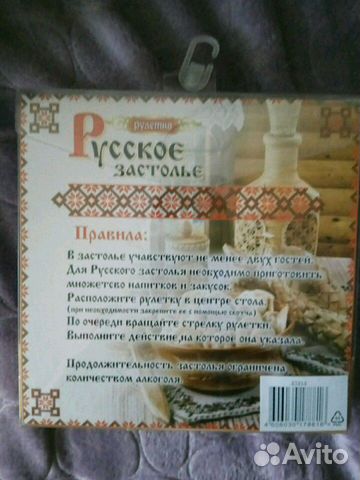 рулетка
Русское
застолье
Правила:
В застолье учавствуют не менее двух гостей.
Для Русского застолья необходимо приготовить
множетсво напитков и закусок.
Расположите рулетку в центре стола.
(при необходимости закрепите ее с помощью скотча)
По очереди вращайте стрелку рулетки.
Выполните действие,на которое она указала
Продолжительность застолья ограничена
количеством алкоголя
Avito